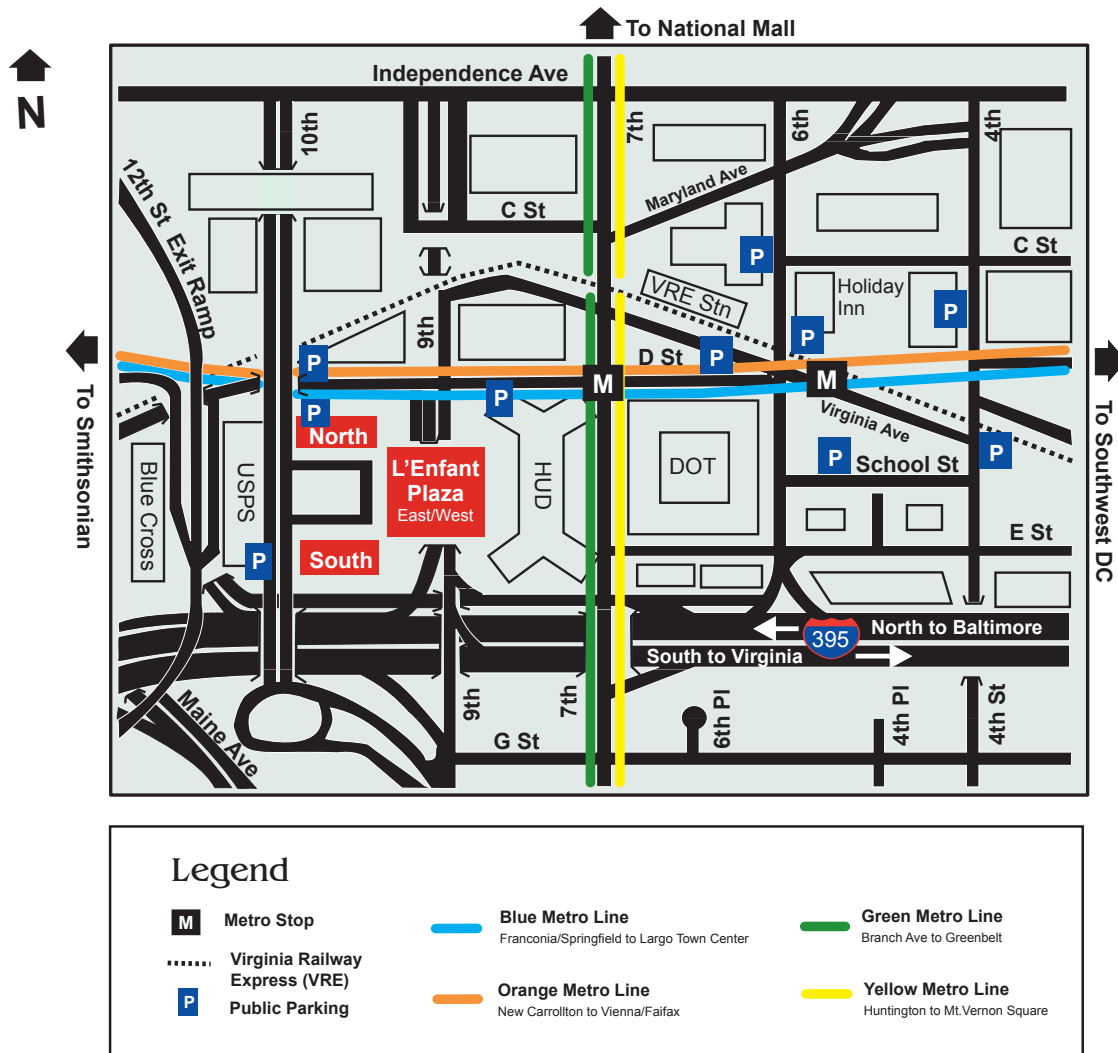 To National Mall
N
Independence Ave
10th
9th
7th
6th
4th
12th St Exit Ramp
Maryland Ave
C St
C St
P
VRE Stn
Holiday
Inn
P
P
P
P
D St
P
M
M
P
P
To Smithsonian
To Southwest DC
North
Virginia Ave
L'Enfant
Plaza
East/West
HUD
DOT
P
School St
P
Blue Cross
USPS
P
South
E St
North to Baltimore
395
South to Virginia
Maine Ave
9th
7th
6th Pl
4th Pl
4th St
G St
Legend
M
Metro Stop
Virginia Railway
Express (VRE)
P
Public Parking
Blue Metro Line
Franconia/Springfield to Largo Town Center
Orange Metro Line
New Carrollton to Vienna/Faifax
Green Metro Line
Branch Ave to Greenbelt
Yellow Metro Line
Huntington to Mt.Vernon Square